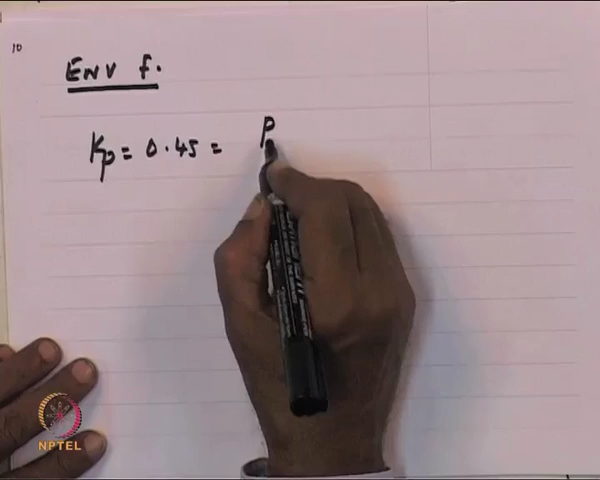 10
ENV f.
Kp = 0.45 = P
NPTEL